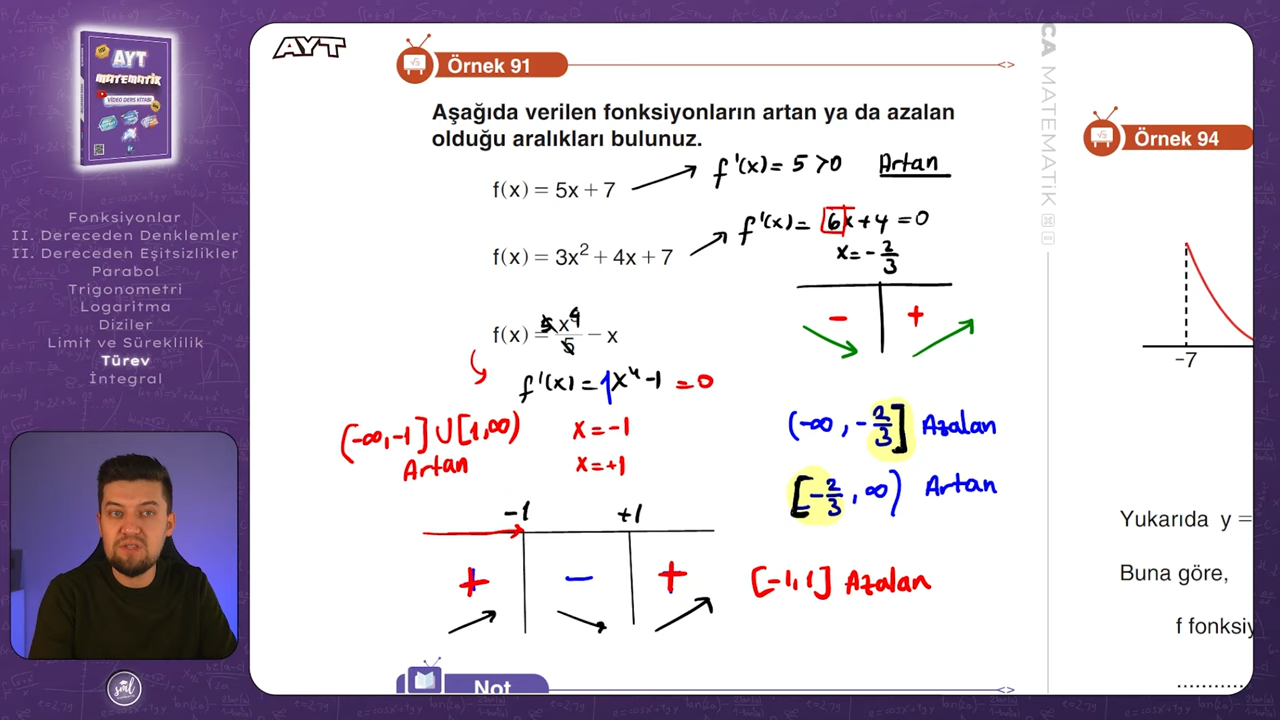 AYT
MATEMATİK
VİDEO DERS KİTABI
Fonksiyonlar
II. Dereceden Denklemler
II. Dereceden Eşitsizlikler
Parabol
Trigonometri
Logaritma
Diziler
Limit ve Süreklilik
Türev
İntegral
sml
AYT
Örnek 91
Aşağıda verilen fonksiyonların artan ya da azalan
olduğu aralıkları bulunuz.
f(x) = 5x + 7
f'(x) = 5 > 0 Artan
f(x) = 3x² + 4x + 7
f'(x) = 6x + 4 = 0
x = -2/3
- +
f(x) = 5x⁴/5 − x
f'(x) = 1x⁴ - 1 = 0
(-∞, -1] ∪ [1, ∞)
Artan
x = -1
x = +1
(-∞, -2/3] Azalan
[-2/3, ∞) Artan
-1 +1
+ - +
[-1, 1] Azalan
Not
CA MATEMATİK
Örnek 94
-7
Yukarıda y =
Buna göre,
f fonksiy